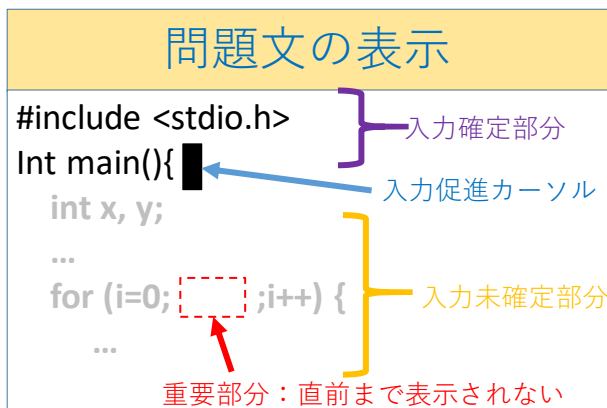 問題文の表示
#include <stdio.h>
入力確定部分
Int main(){
入力促進カーソル
int x, y;
…
for (i=0; ;i++) {
入力未確定部分
…
重要部分：直前まで表示されない